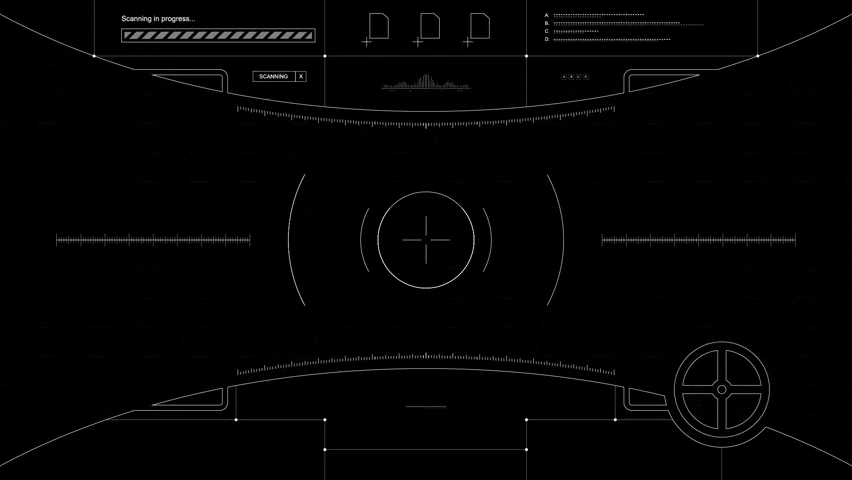 Scanning in progress...
A.
B.
C.
D.
SCANNING X